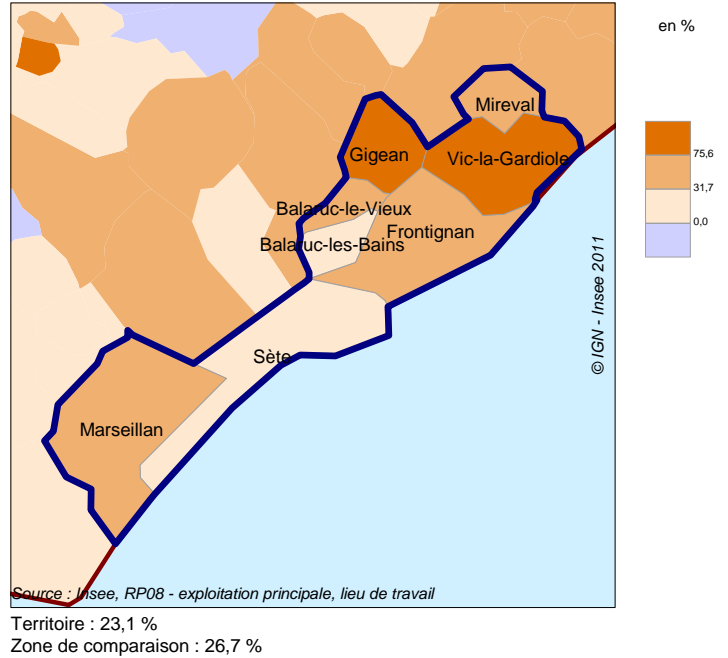 en %
75,6
31,7
0,0
Mireval
Gigean
Vic-la-Gardiole
Balaruc-le-Vieux
Frontignan
Balaruc-les-Bains
© IGN - Insee 2011
Sète
Marseillan
Source : Insee, RP08 - exploitation principale, lieu de travail
Territoire : 23,1 %
Zone de comparaison : 26,7 %